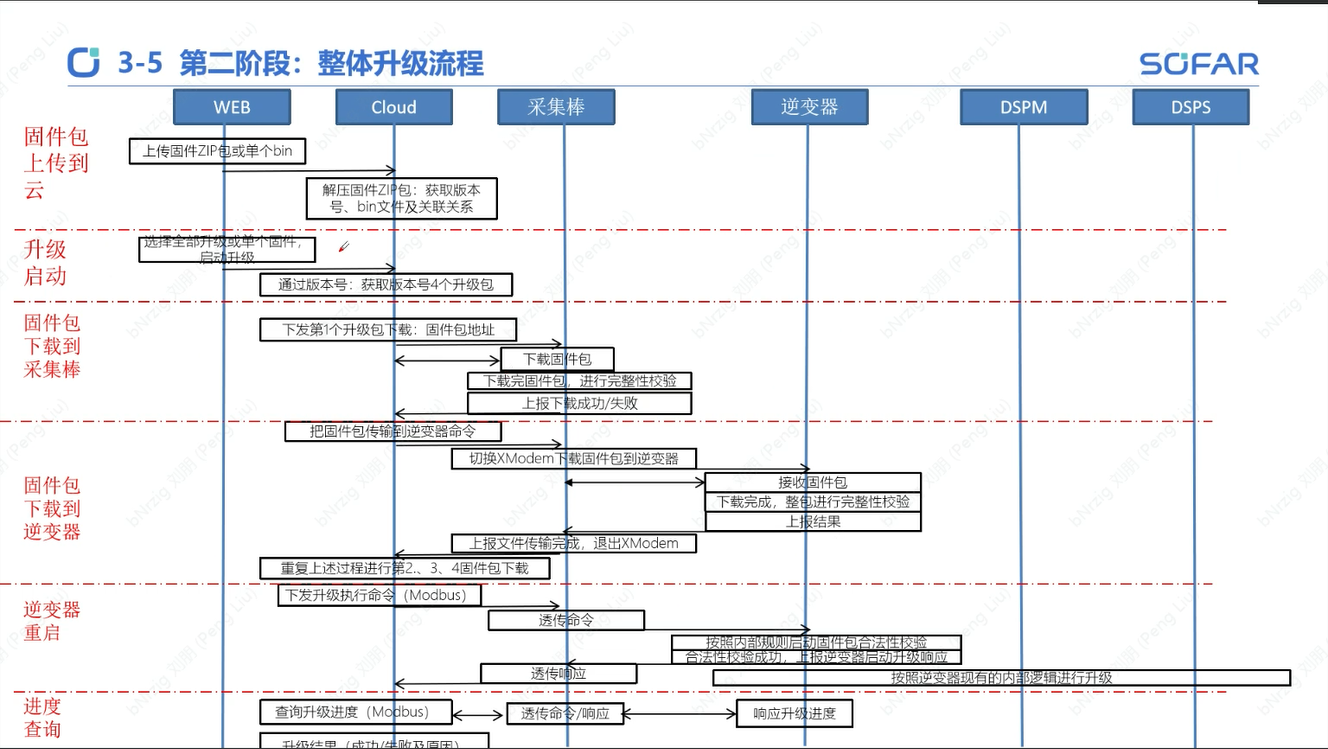 3-5 第二阶段：整体升级流程
SOFAR
WEB
Cloud
采集棒
逆变器
DSPM
DSPS
固件包
上传到
云
上传固件ZIP包或单个bin
解压固件ZIP包：获取版本
号、bin文件及关联关系
升级
启动
选择全部升级或单个固件，
启动升级
通过版本号：获取版本号4个升级包
固件包
下载到
采集棒
下发第1个升级包下载：固件包地址
下载固件包
下载完固件包，进行完整性校验
上报下载成功/失败
固件包
下载到
逆变器
把固件包传输到逆变器命令
切换XModem下载固件包到逆变器
接收固件包
下载完成，整包进行完整性校验
上报结果
上报文件传输完成，退出XModem
重复上述过程进行第2.、3、4固件包下载
逆变器
重启
下发升级执行命令（Modbus）
透传命令
按照内部规则启动固件包合法性校验
合法性校验成功，上报逆变器启动升级响应
透传响应
按照逆变器现有的内部逻辑进行升级
进度
查询
查询升级进度（Modbus）
透传命令/响应
响应升级进度
升级结果（成功/失败及原因）
bNrzig 刘朋 (Peng Liu)